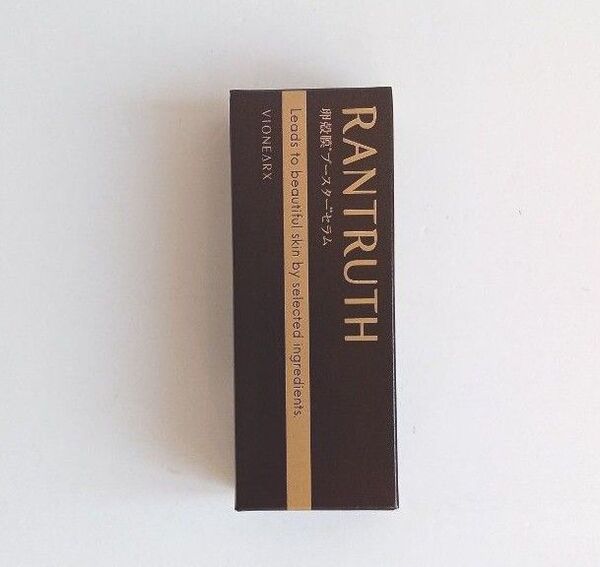 RANTRUTH
卵殻膜*ブースター*セラム
Leads to beautiful skin by selected ingredients.
VIONEARX